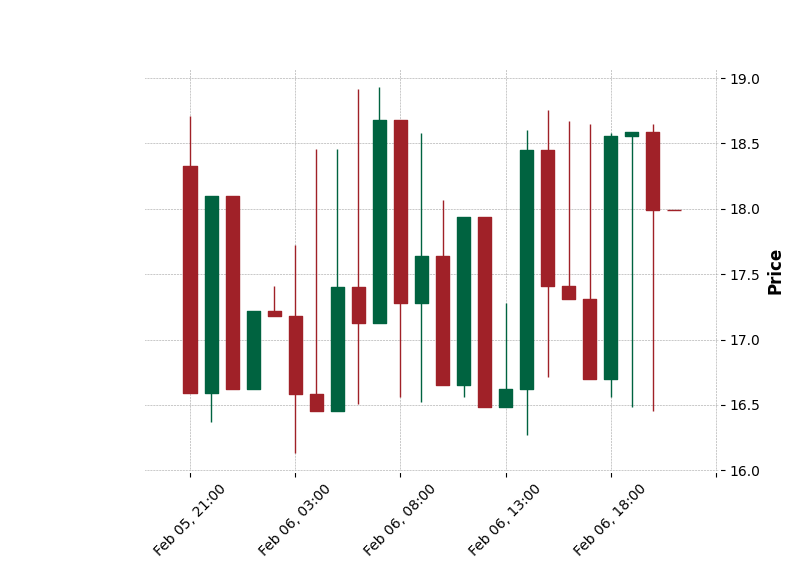 19.0
18.5
18.0
17.5
17.0
16.5
16.0
Price
Feb 05, 21:00
Feb 06, 03:00
Feb 06, 08:00
Feb 06, 13:00
Feb 06, 18:00